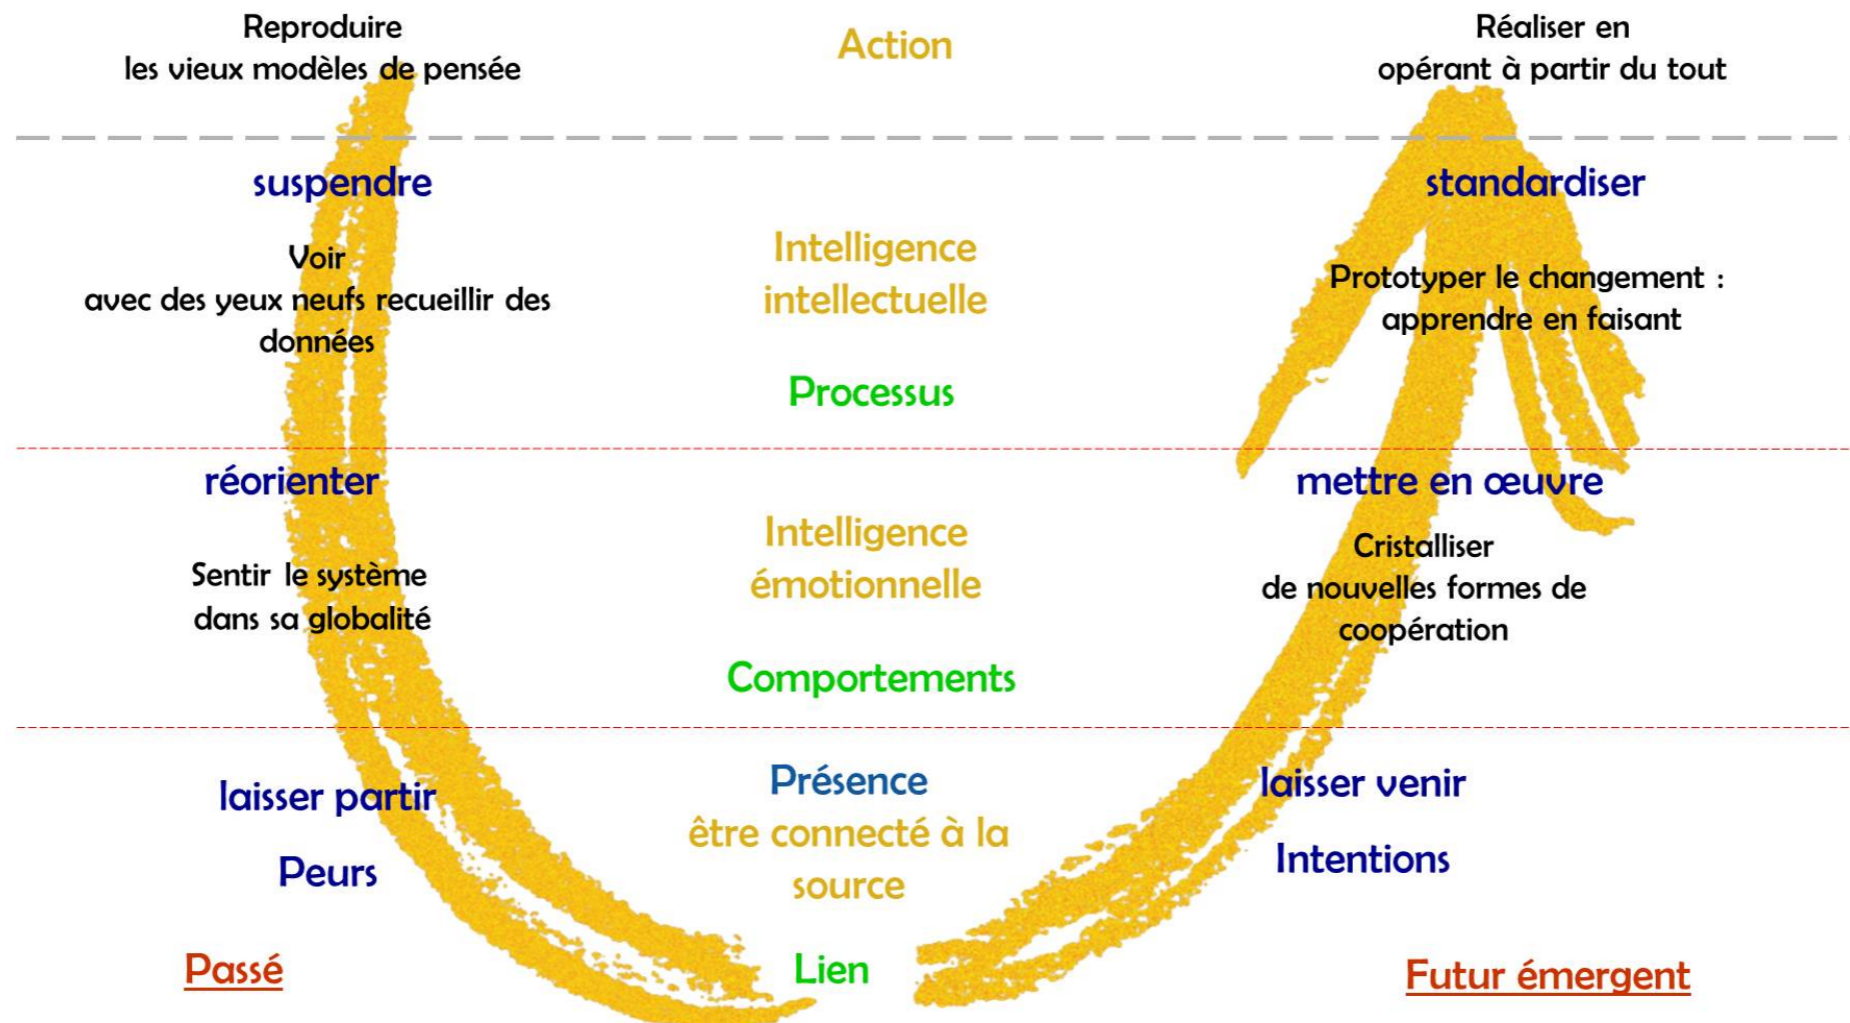 Reproduire
les vieux modèles de pensée
Action
Réaliser en
opérant à partir du tout
suspendre
standardiser
Voir
avec des yeux neufs recueillir des
données
Intelligence
intellectuelle
Prototyper le changement :
apprendre en faisant
Processus
réorienter
mettre en œuvre
Sentir le système
dans sa globalité
Intelligence
émotionnelle
Cristalliser
de nouvelles formes de
coopération
Comportements
laisser partir
Peurs
Présence
être connecté à la
source
laisser venir
Intentions
Passé
Lien
Futur émergent